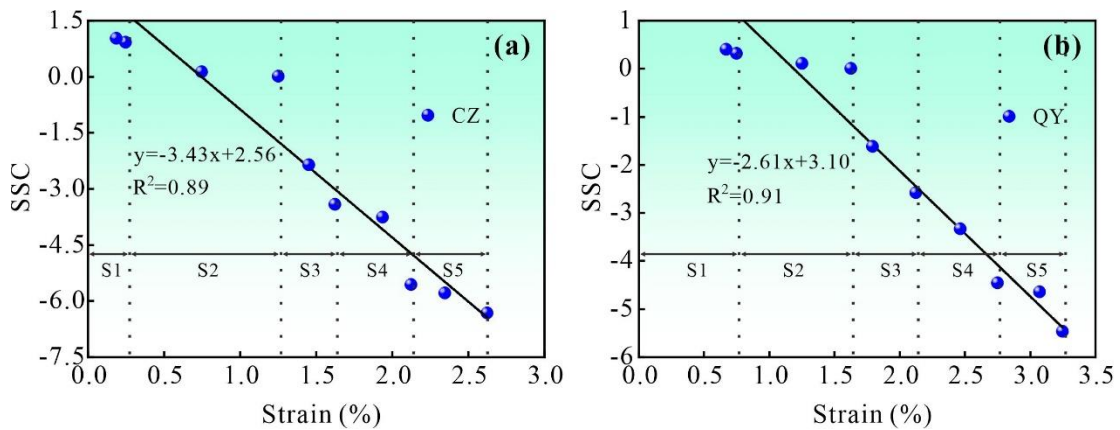 (a)
SSC
1.5
0.0
-1.5
-3.0
-4.5
-6.0
-7.5
CZ
y=-3.43x+2.56
R²=0.89
S1 S2 S3 S4 S5
0.0 0.5 1.0 1.5 2.0 2.5 3.0
Strain (%)
(b)
SSC
1
0
-1
-2
-3
-4
-5
-6
QY
y=-2.61x+3.10
R²=0.91
S1 S2 S3 S4 S5
0.0 0.5 1.0 1.5 2.0 2.5 3.0 3.5
Strain (%)